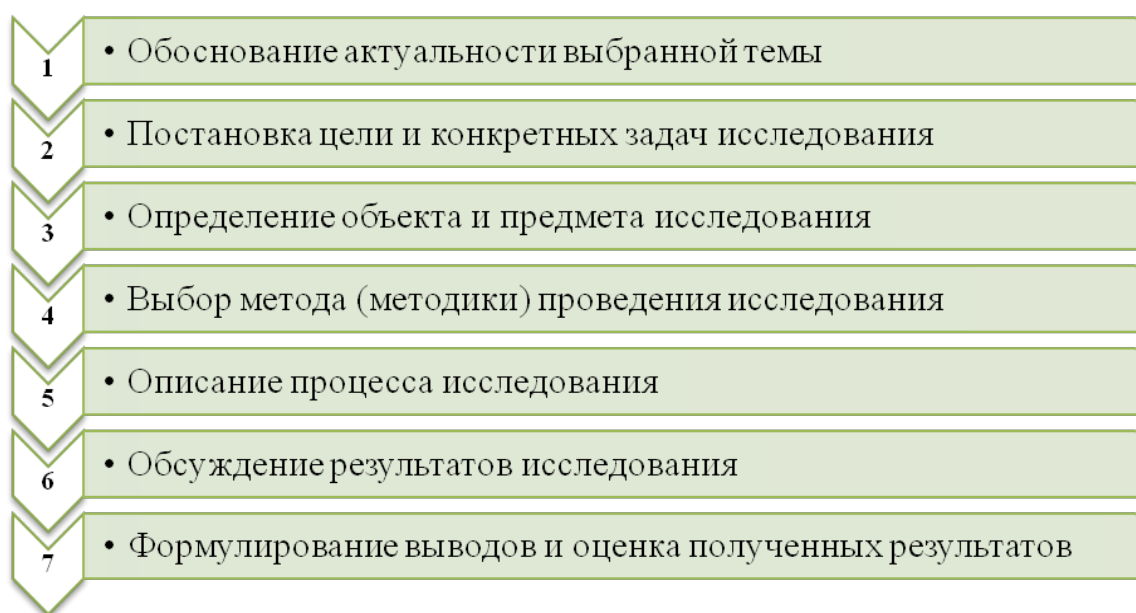 1 • Обоснование актуальности выбранной темы
2 • Постановка цели и конкретных задач исследования
3 • Определение объекта и предмета исследования
4 • Выбор метода (методики) проведения исследования
5 • Описание процесса исследования
6 • Обсуждение результатов исследования
7 • Формулирование выводов и оценка полученных результатов